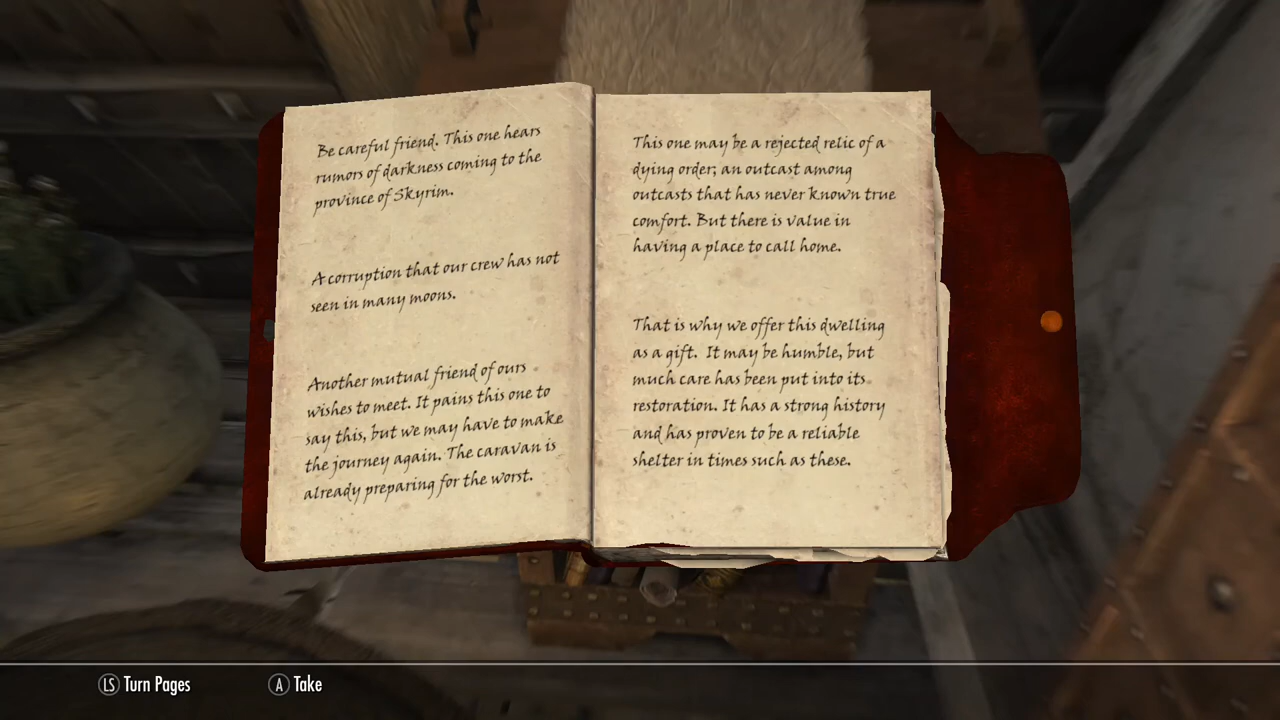 Be careful friend. This one hears
rumors of darkness coming to the
province of Skyrim.
A corruption that our crew has not
seen in many moons.
Another mutual friend of ours
wishes to meet. It pains this one to
say this, but we may have to make
the journey again. The caravan is
already preparing for the worst.
This one may be a rejected relic of a
dying order; an outcast among
outcasts that has never known true
comfort. But there is value in
having a place to call home.
That is why we offer this dwelling
as a gift. It may be humble, but
much care has been put into its
restoration. It has a strong history
and has proven to be a reliable
shelter in times such as these.
LS Turn Pages
A Take